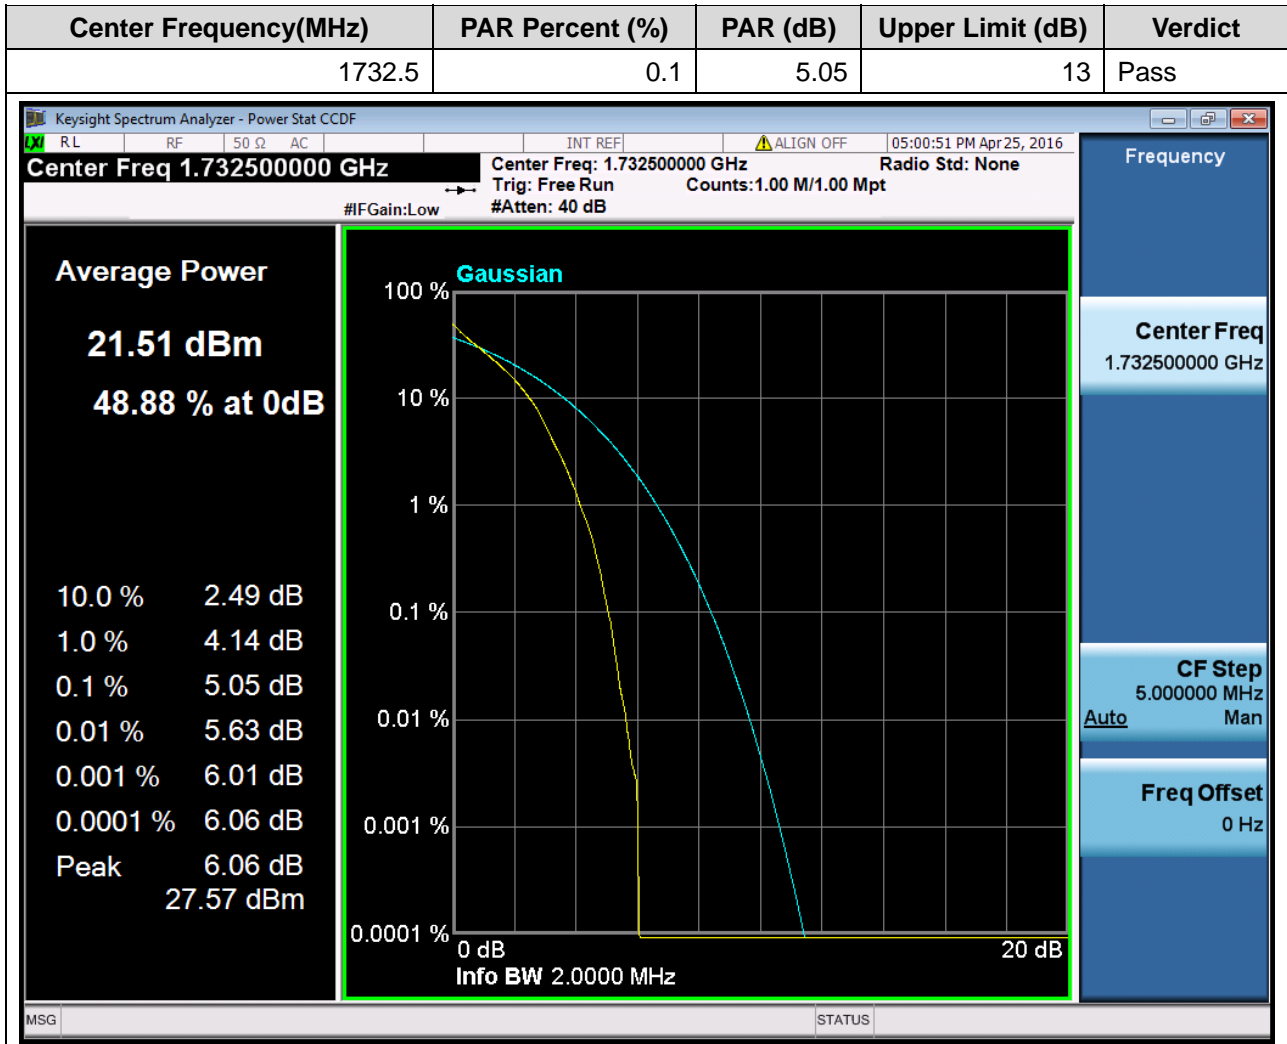 Center Frequency(MHz) PAR Percent (%) PAR (dB) Upper Limit (dB) Verdict
1732.5 0.1 5.05 13 Pass
Keysight Spectrum Analyzer - Power Stat CCDF
LXI RL RF 50 Ω AC INT REF ALIGN OFF 05:00:51 PM Apr 25, 2016
Center Freq 1.732500000 GHz
Center Freq: 1.732500000 GHz Radio Std: None
Trig: Free Run Counts:1.00 M/1.00 Mpt
#IFGain:Low #Atten: 40 dB
Average Power
21.51 dBm
48.88 % at 0dB
10.0 % 2.49 dB
1.0 % 4.14 dB
0.1 % 5.05 dB
0.01 % 5.63 dB
0.001 % 6.01 dB
0.0001 % 6.06 dB
Peak 6.06 dB
27.57 dBm
Gaussian
100 %
10 %
1 %
0.1 %
0.01 %
0.001 %
0.0001 %
0 dB 20 dB
Info BW 2.0000 MHz
Frequency
Center Freq
1.732500000 GHz
CF Step
5.000000 MHz
Auto Man
Freq Offset
0 Hz
MSG STATUS